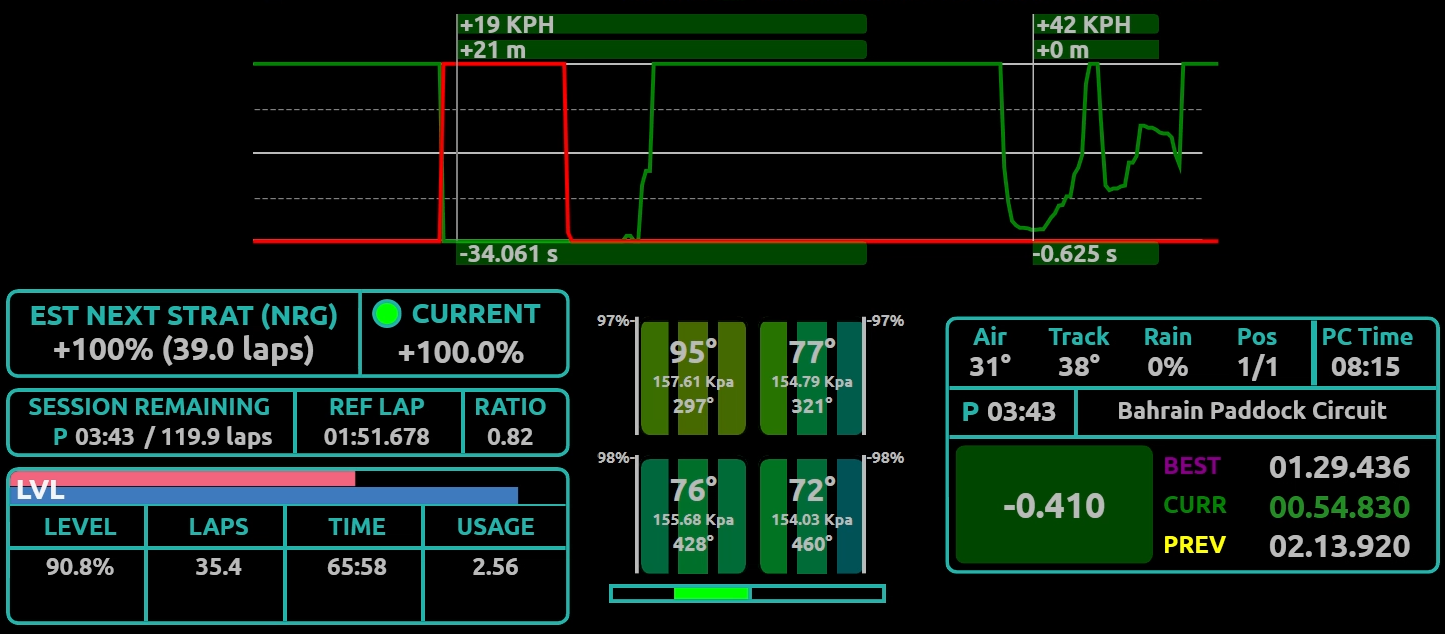 +19 KPH
+21 m
+42 KPH
+0 m
-34.061 s
-0.625 s
EST NEXT STRAT (NRG)
+100% (39.0 laps)
CURRENT
+100.0%
SESSION REMAINING
P 03:43 / 119.9 laps
REF LAP
01:51.678
RATIO
0.82
LVL
LEVEL LAPS TIME USAGE
90.8% 35.4 65:58 2.56
97%- -97%
95° 77°
157.61 Kpa 154.79 Kpa
297° 321°
98%- -98%
76° 72°
155.68 Kpa 154.03 Kpa
428° 460°
Air Track Rain Pos PC Time
31° 38° 0% 1/1 08:15
P 03:43 Bahrain Paddock Circuit
-0.410
BEST 01.29.436
CURR 00.54.830
PREV 02.13.920